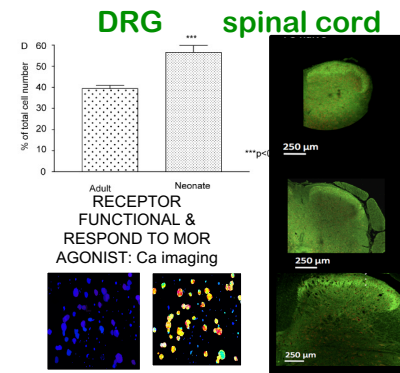 DRG spinal cord
D
60
50
40
30
20
10
0
% of total cell number
***
Adult
Neonate
***p<
RECEPTOR
FUNCTIONAL &
RESPOND TO MOR
AGONIST: Ca imaging
250 µm
250 µm
250 µm